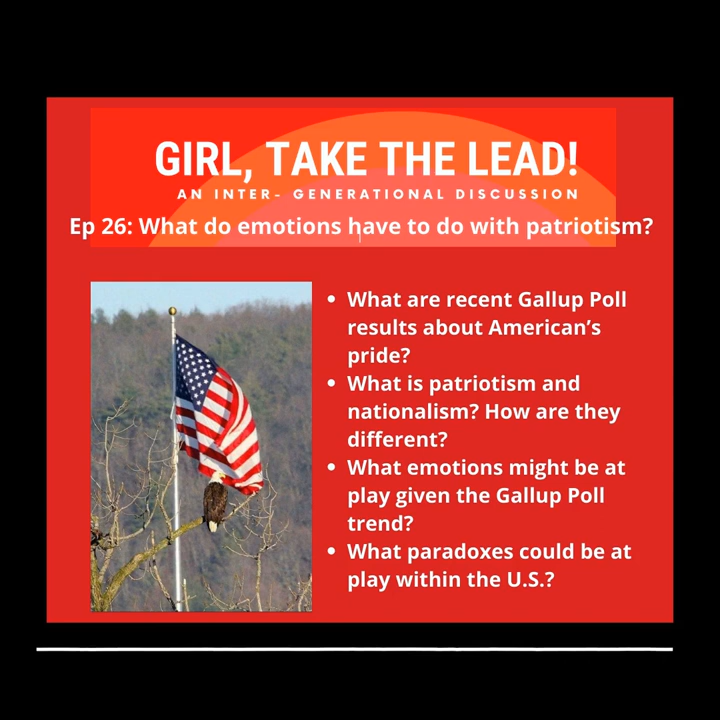 GIRL, TAKE THE LEAD!
AN INTER- GENERATIONAL DISCUSSION
Ep 26: What do emotions have to do with patriotism?
• What are recent Gallup Poll
results about American's
pride?
• What is patriotism and
nationalism? How are they
different?
• What emotions might be at
play given the Gallup Poll
trend?
• What paradoxes could be at
play within the U.S.?